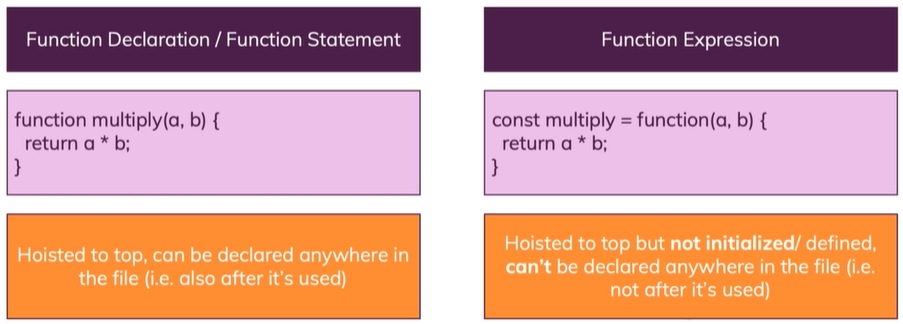 Function Declaration / Function Statement
function multiply(a, b) {
return a * b;
}
Hoisted to top, can be declared anywhere in
the file (i.e. also after it's used)
Function Expression
const multiply = function(a, b) {
return a * b;
}
Hoisted to top but not initialized/ defined,
can't be declared anywhere in the file (i.e.
not after it's used)